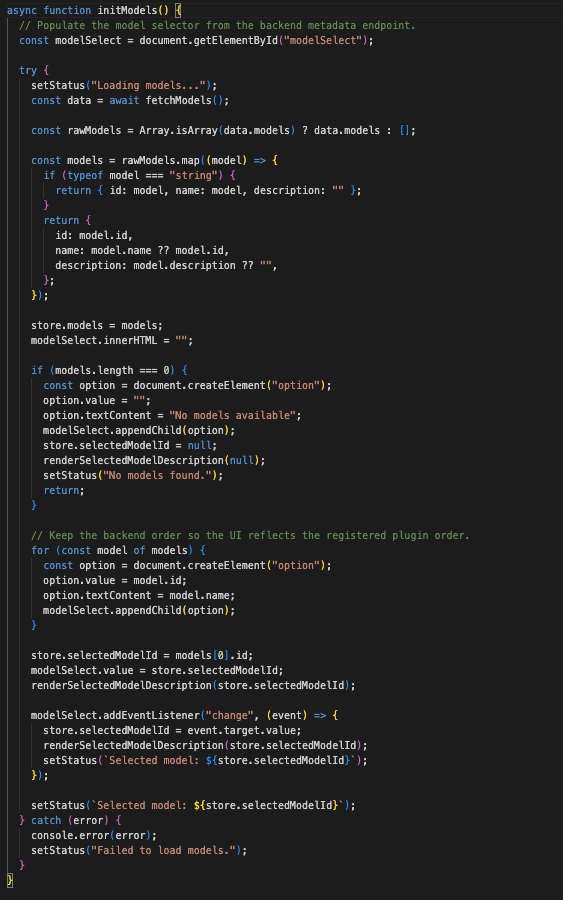 async function initModels() {
// Populate the model selector from the backend metadata endpoint.
const modelSelect = document.getElementById("modelSelect");
try {
setStatus("Loading models...");
const data = await fetchModels();
const rawModels = Array.isArray(data.models) ? data.models : [];
const models = rawModels.map((model) => {
if (typeof model === "string") {
return { id: model, name: model, description: "" };
}
return {
id: model.id,
name: model.name ?? model.id,
description: model.description ?? "",
};
});
store.models = models;
modelSelect.innerHTML = "";
if (models.length === 0) {
const option = document.createElement("option");
option.value = "";
option.textContent = "No models available";
modelSelect.appendChild(option);
store.selectedModelId = null;
renderSelectedModelDescription(null);
setStatus("No models found.");
return;
}
// Keep the backend order so the UI reflects the registered plugin order.
for (const model of models) {
const option = document.createElement("option");
option.value = model.id;
option.textContent = model.name;
modelSelect.appendChild(option);
}
store.selectedModelId = models[0].id;
modelSelect.value = store.selectedModelId;
renderSelectedModelDescription(store.selectedModelId);
modelSelect.addEventListener("change", (event) => {
store.selectedModelId = event.target.value;
renderSelectedModelDescription(store.selectedModelId);
setStatus(`Selected model: ${store.selectedModelId}`);
});
setStatus(`Selected model: ${store.selectedModelId}`);
} catch (error) {
console.error(error);
setStatus("Failed to load models.");
}
}